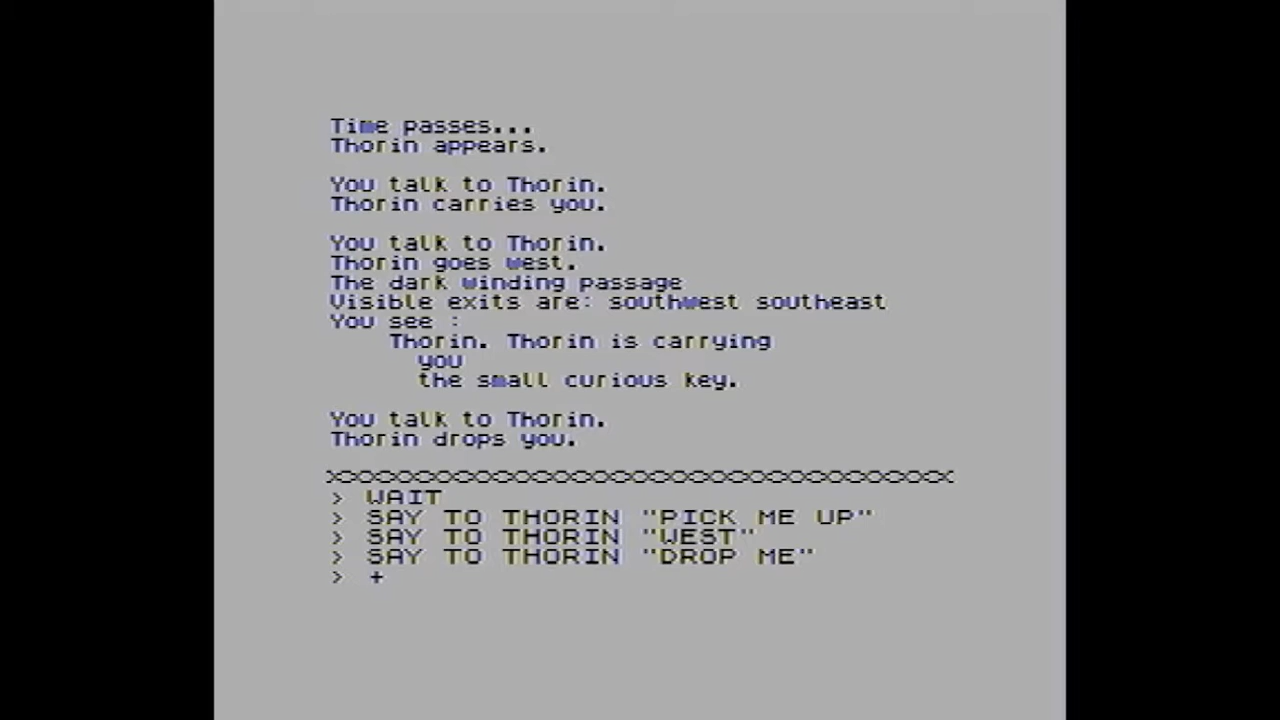 Time passes...
Thorin appears.
You talk to Thorin.
Thorin carries you.
You talk to Thorin.
Thorin goes west.
The dark winding passage
Visible exits are: southwest southeast
You see :
Thorin. Thorin is carrying
you
the small curious key.
You talk to Thorin.
Thorin drops you.
> WAIT
> SAY TO THORIN "PICK ME UP"
> SAY TO THORIN "WEST"
> SAY TO THORIN "DROP ME"
> +